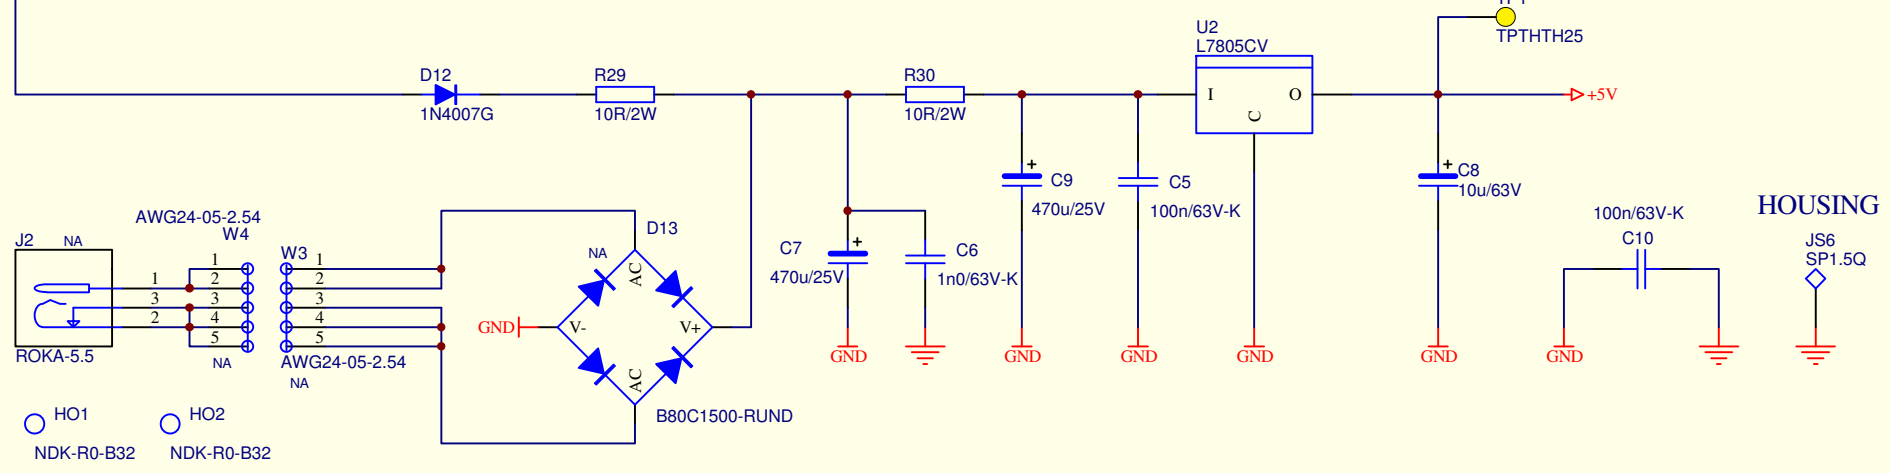 U2
L7805CV
TPTHTH25
D12
1N4007G
R29
10R/2W
R30
10R/2W
I
O
C
+5V
+
C9
470u/25V
C5
100n/63V-K
+
C8
10u/63V
HOUSING
JS6
SP1.5Q
100n/63V-K
C10
AWG24-05-2.54
W4
J2
NA
ROKA-5.5
1
3
2
1
2
3
4
5
NA
W3
1
2
3
4
5
AWG24-05-2.54
NA
D13
NA
AC
V-
V+
AC
B80C1500-RUND
GND
C7
470u/25V
+
C6
1n0/63V-K
GND
GND
GND
GND
GND
GND
HO1
NDK-R0-B32
HO2
NDK-R0-B32